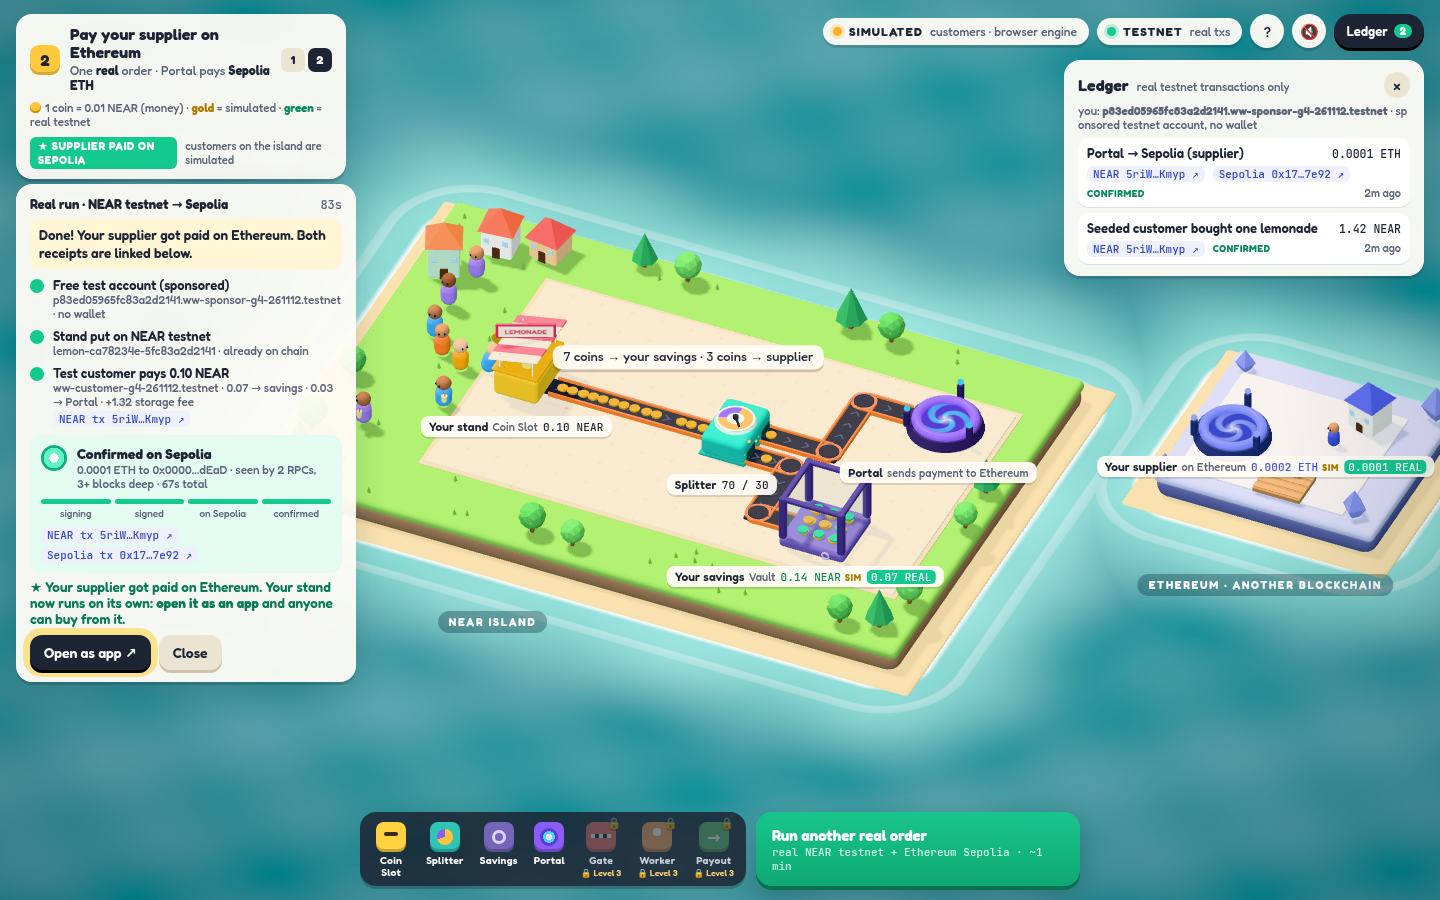 2
Pay your supplier on
Ethereum
One real order · Portal pays Sepolia
ETH
1 2
1 coin = 0.01 NEAR (money) · gold = simulated · green =
real testnet
★ SUPPLIER PAID ON
SEPOLIA
customers on the island are
simulated
Real run · NEAR testnet → Sepolia 83s
Done! Your supplier got paid on Ethereum. Both
receipts are linked below.
Free test account (sponsored)
p83ed05965fc83a2d2141.ww-sponsor-g4-261112.testnet
· no wallet
Stand put on NEAR testnet
lemon-ca78234e-5fc83a2d2141 · already on chain
Test customer pays 0.10 NEAR
ww-customer-g4-261112.testnet · 0.07 → savings · 0.03
→ Portal · +1.32 storage fee
NEAR tx 5riW…Kmyp ↗
Confirmed on Sepolia
0.0001 ETH to 0x0000…dEaD · seen by 2 RPCs,
3+ blocks deep · 67s total
signing signed on Sepolia confirmed
NEAR tx 5riW…Kmyp ↗
Sepolia tx 0x17…7e92 ↗
★ Your supplier got paid on Ethereum. Your stand
now runs on its own: open it as an app and anyone
can buy from it.
Open as app ↗ Close
SIMULATED customers · browser engine
TESTNET real txs
?
Ledger 2
Ledger real testnet transactions only ×
you: p83ed05965fc83a2d2141.ww-sponsor-g4-261112.testnet · sp
onsored testnet account, no wallet
Portal → Sepolia (supplier) 0.0001 ETH
NEAR 5riW…Kmyp ↗ Sepolia 0x17…7e92 ↗
CONFIRMED 2m ago
Seeded customer bought one lemonade 1.42 NEAR
NEAR 5riW…Kmyp ↗ CONFIRMED 2m ago
LEMONADE
7 coins → your savings · 3 coins → supplier
Your stand Coin Slot 0.10 NEAR
Splitter 70 / 30
Portal sends payment to Ethereum
Your supplier on Ethereum 0.0002 ETH SIM 0.0001 REAL
Your savings Vault 0.14 NEAR SIM 0.07 REAL
ETHEREUM · ANOTHER BLOCKCHAIN
NEAR ISLAND
Coin
Slot
Splitter
Savings
Portal
Gate
Level 3
Worker
Level 3
Payout
Level 3
Run another real order
real NEAR testnet + Ethereum Sepolia · ~1
min